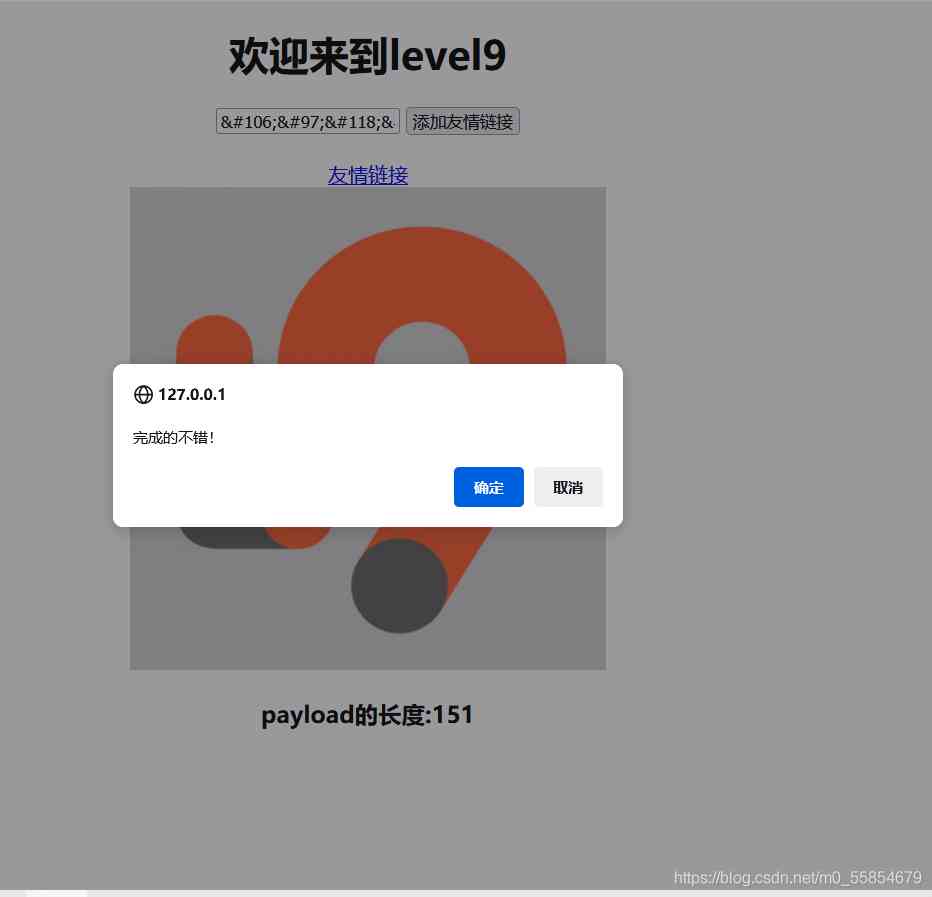 欢迎来到level9
&#106;&#97;&#118;&
添加友情链接
友情链接
127.0.0.1
完成的不错!
确定
取消
payload的长度:151
https://blog.csdn.net/m0_55854679